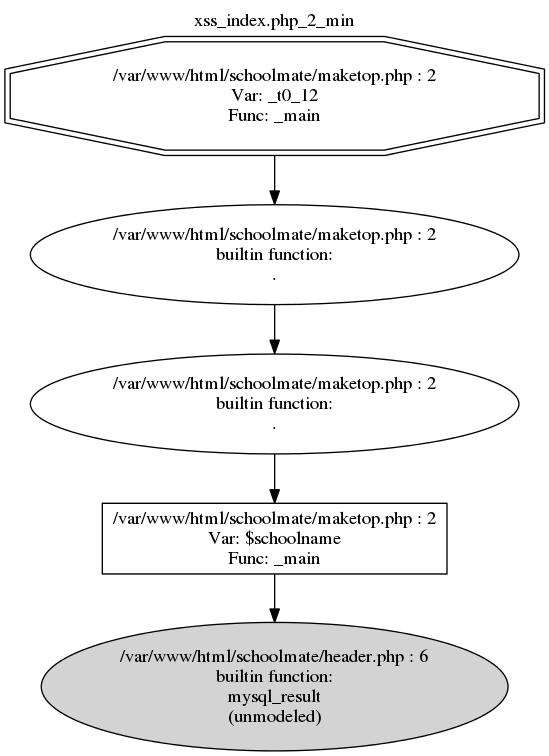 xss_index.php_2_min
/var/www/html/schoolmate/maketop.php : 2
Var: _t0_12
Func: _main
/var/www/html/schoolmate/maketop.php : 2
builtin function:
.
/var/www/html/schoolmate/maketop.php : 2
builtin function:
.
/var/www/html/schoolmate/maketop.php : 2
Var: $schoolname
Func: _main
/var/www/html/schoolmate/header.php : 6
builtin function:
mysql_result
(unmodeled)